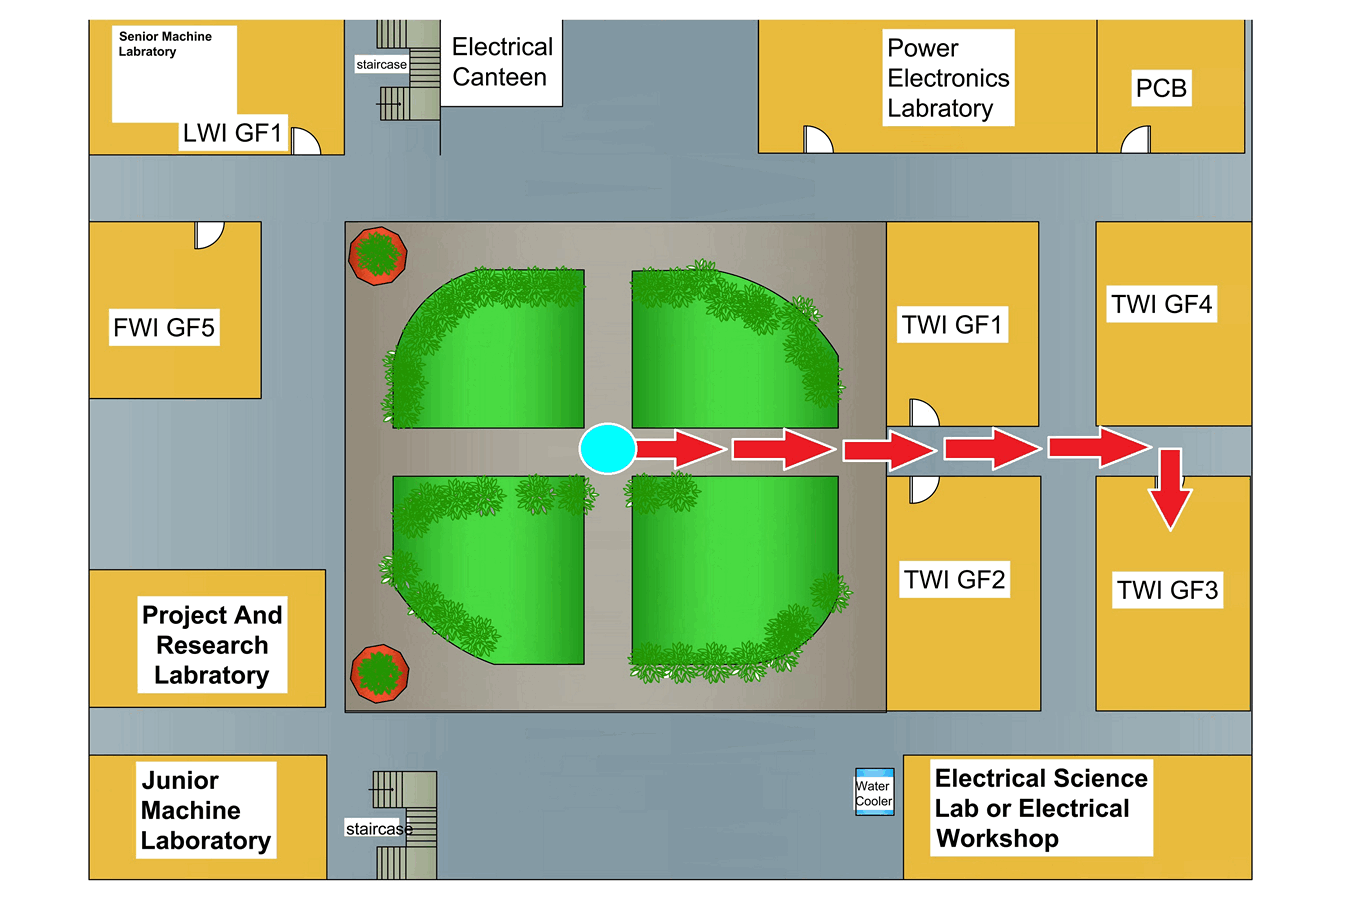 Senior Machine
Labratory
LWI GF1
staircase
Electrical
Canteen
Power
Electronics
Labratory
PCB
FWI GF5
TWI GF1
TWI GF4
TWI GF2
TWI GF3
Project And
Research
Labratory
Junior
Machine
Laboratory
staircase
Water
Cooler
Electrical Science
Lab or Electrical
Workshop